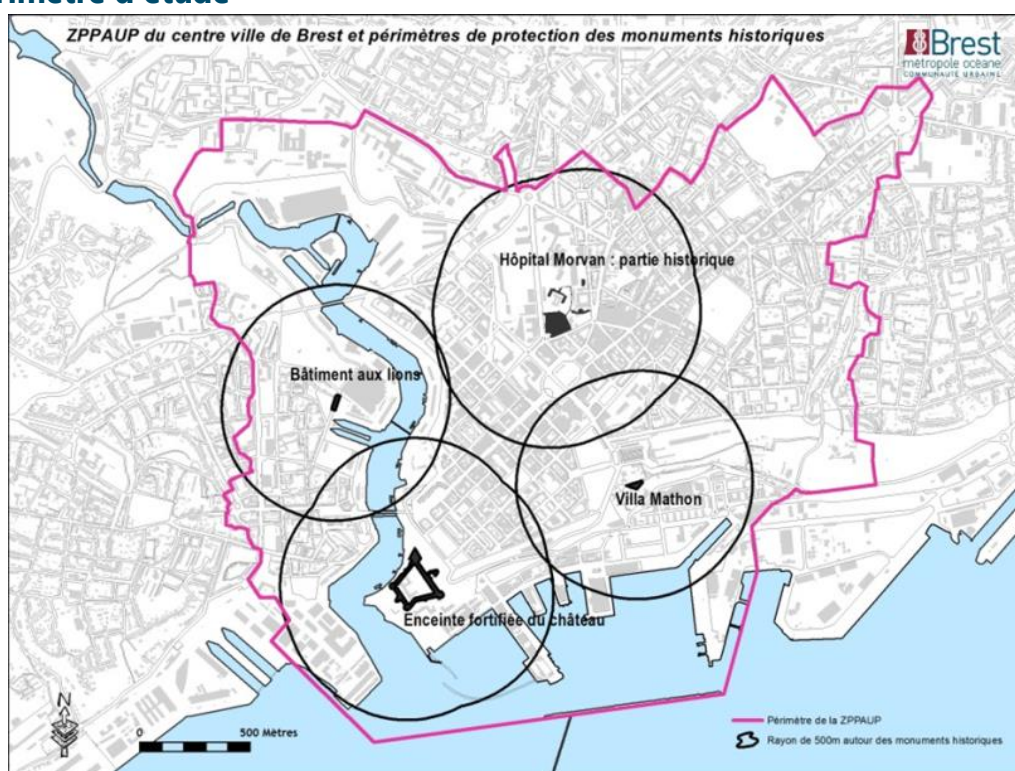 rimètre d'étude
ZPPAUP du centre ville de Brest et périmètres de protection des monuments historiques
Brest
métropole océane
COMMUNAUTÉ URBAINE
Hôpital Morvan : partie historique
Bâtiment aux lions
Villa Mathon
Enceinte fortifiée du château
N
0 500 Mètres
Périmètre de la ZPPAUP
Rayon de 500m autour des monuments historiques